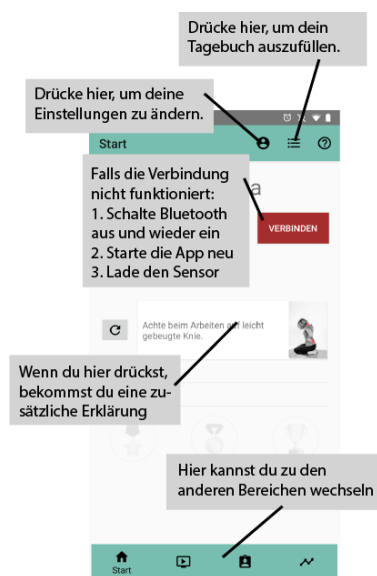 Drücke hier, um dein
Tagebuch auszufüllen.
Drücke hier, um deine
Einstellungen zu ändern.
Start
Falls die Verbindung
nicht funktioniert:
1. Schalte Bluetooth
aus und wieder ein
2. Starte die App neu
3. Lade den Sensor
a
VERBINDEN
Achte beim Arbeiten auf leicht
gebeugte Knie.
Wenn du hier drückst,
bekommst du eine zu-
sätzliche Erklärung
Hier kannst du zu den
anderen Bereichen wechseln
Start